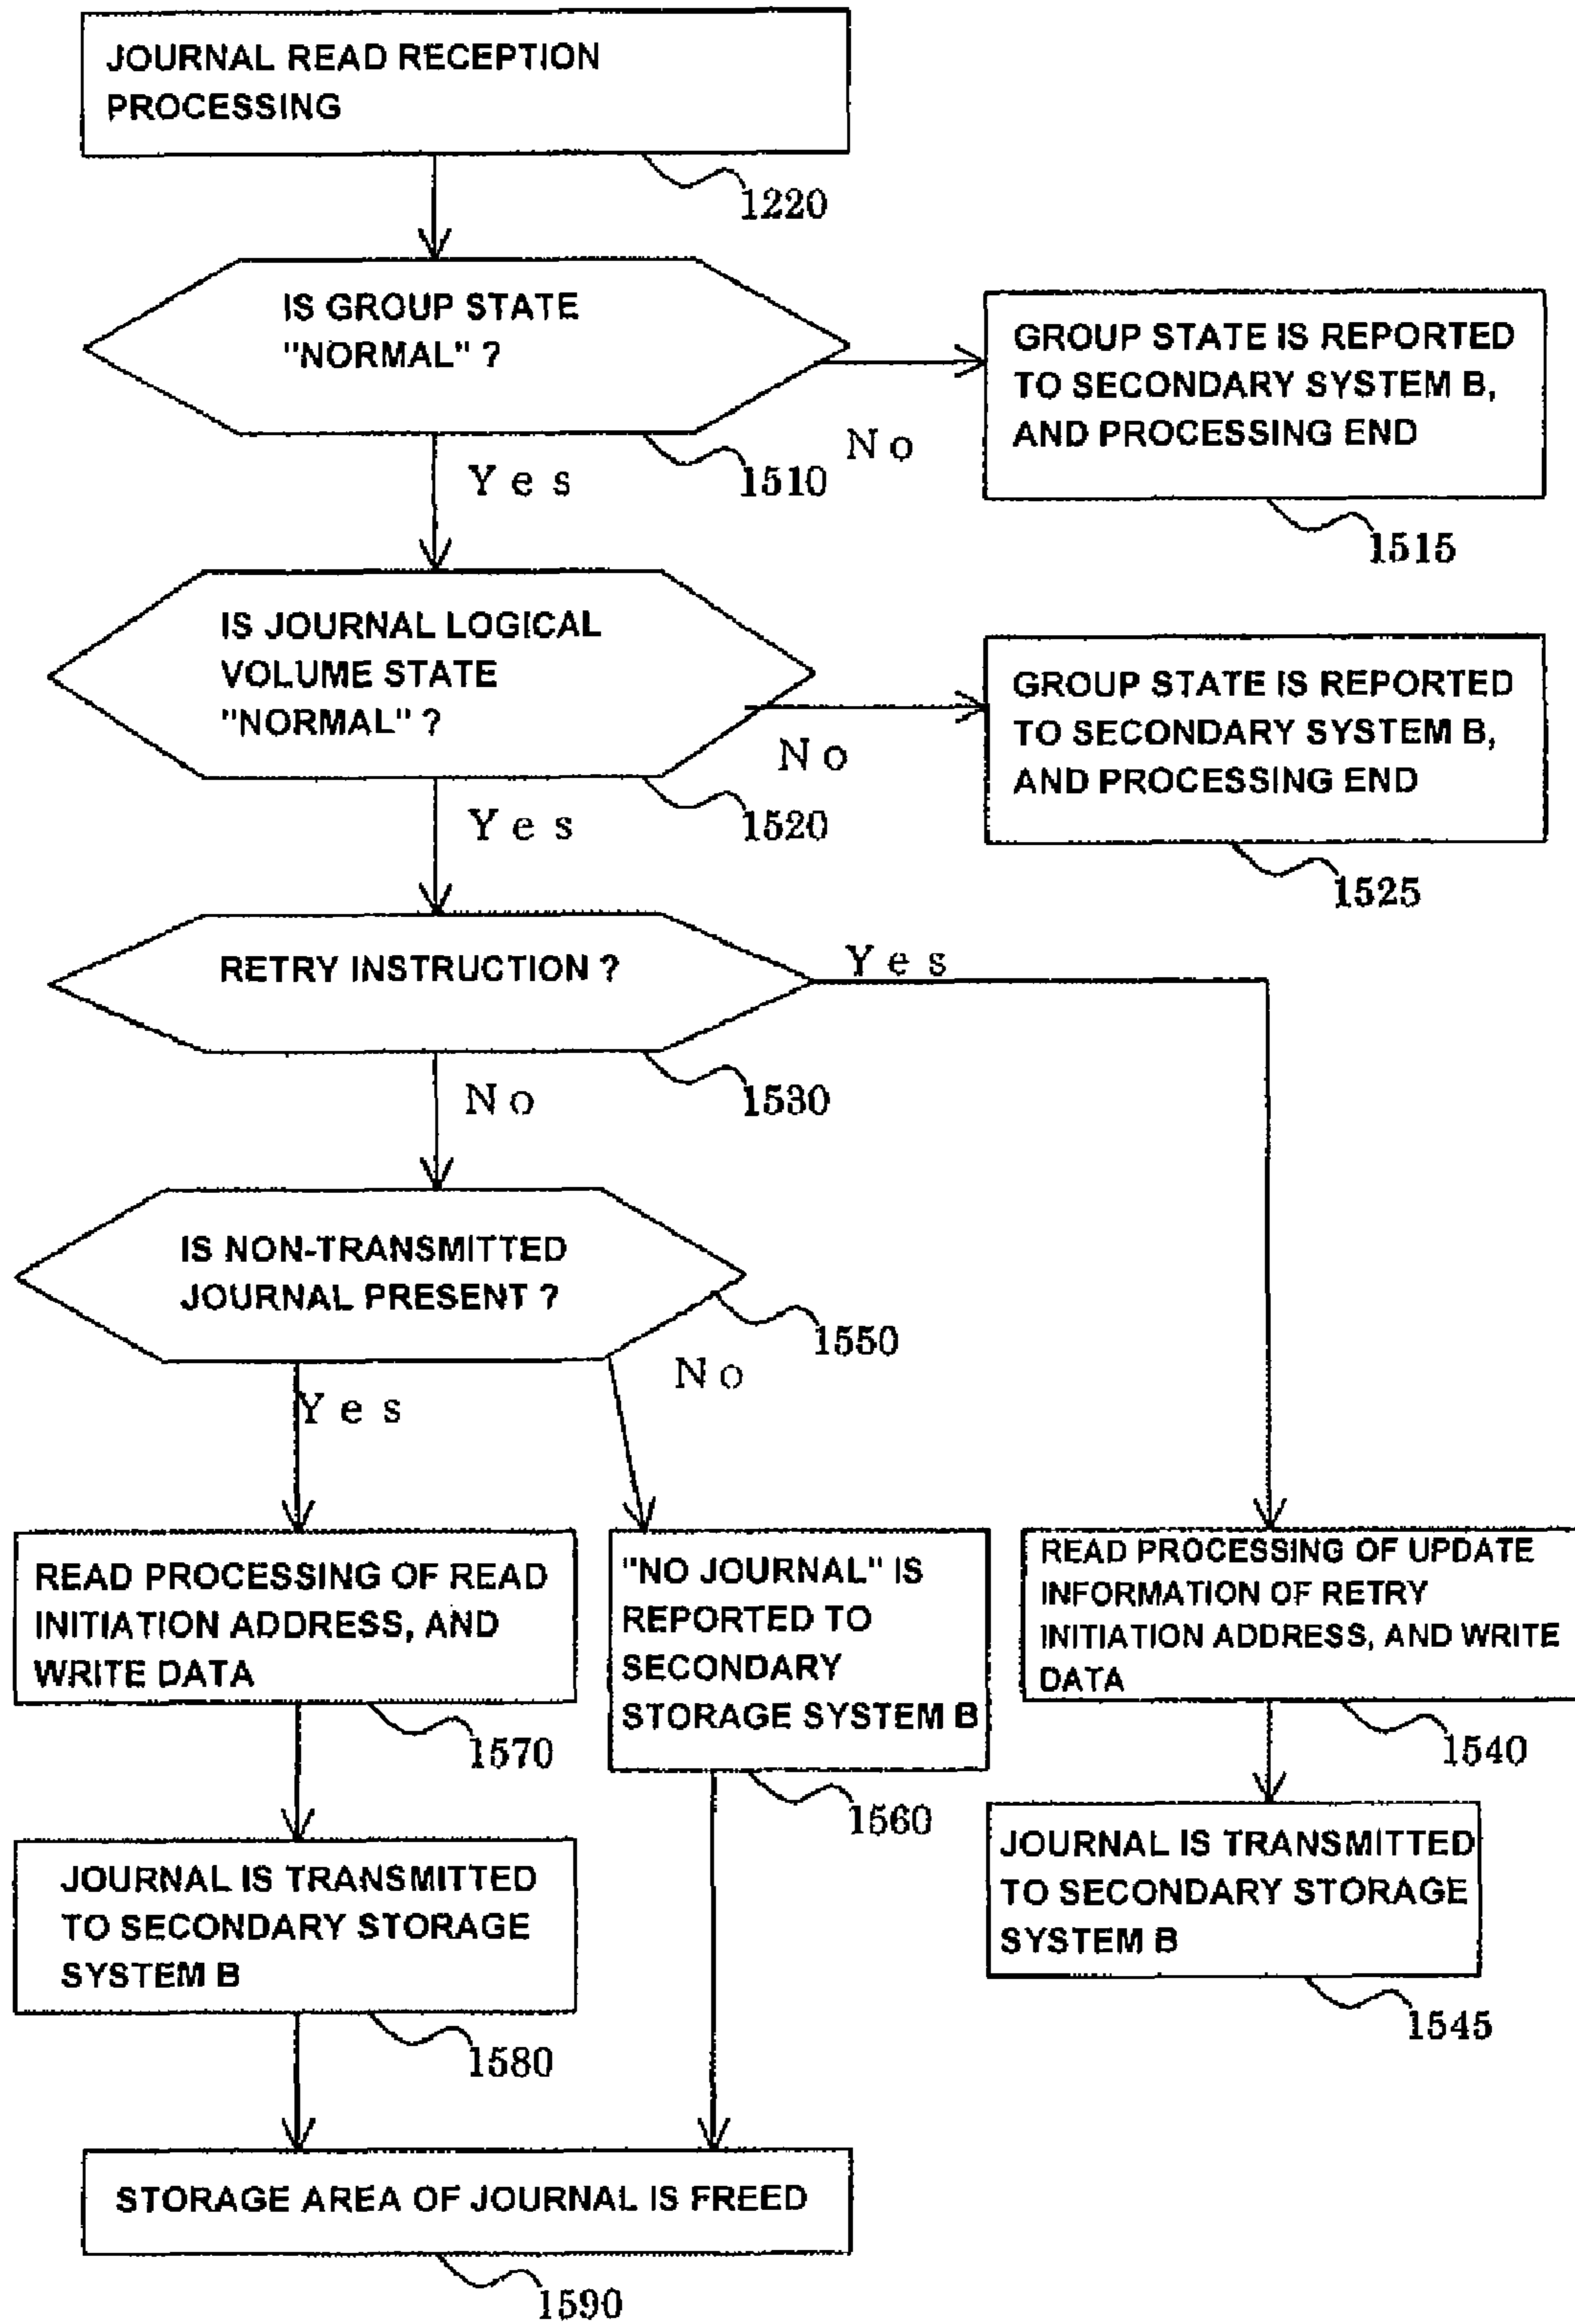 JOURNAL READ RECEPTION
PROCESSING
1220
IS GROUP STATE
"NORMAL" ?
No
1510
Yes
GROUP STATE IS REPORTED
TO SECONDARY SYSTEM B,
AND PROCESSING END
1515
IS JOURNAL LOGICAL
VOLUME STATE
"NORMAL" ?
No
1520
Yes
GROUP STATE IS REPORTED
TO SECONDARY SYSTEM B,
AND PROCESSING END
1525
RETRY INSTRUCTION ?
Yes
1530
No
IS NON-TRANSMITTED
JOURNAL PRESENT ?
1550
No
Yes
READ PROCESSING OF READ
INITIATION ADDRESS, AND
WRITE DATA
1570
"NO JOURNAL" IS
REPORTED TO
SECONDARY
STORAGE SYSTEM B
1560
READ PROCESSING OF UPDATE
INFORMATION OF RETRY
INITIATION ADDRESS, AND WRITE
DATA
1540
JOURNAL IS TRANSMITTED
TO SECONDARY STORAGE
SYSTEM B
1580
JOURNAL IS TRANSMITTED
TO SECONDARY STORAGE
SYSTEM B
1545
STORAGE AREA OF JOURNAL IS FREED
1590